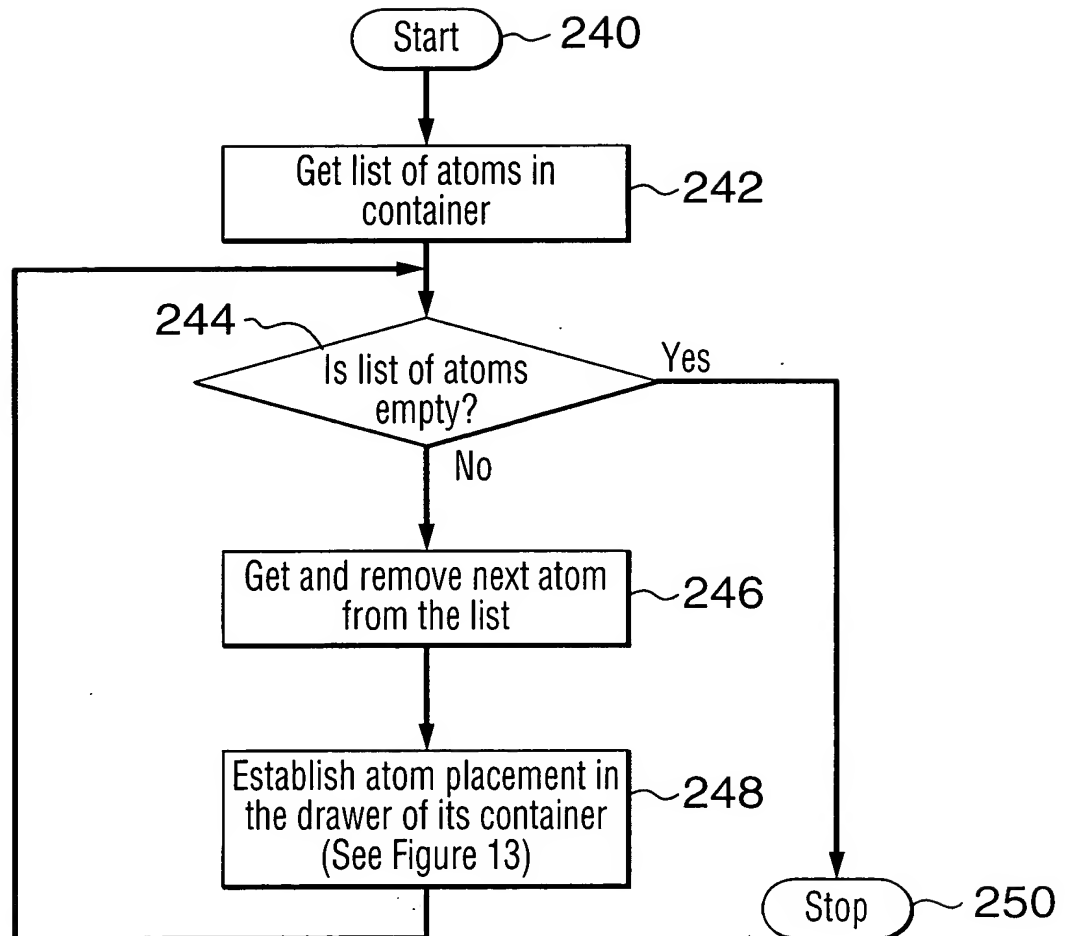 Start
240
Get list of atoms in
container
242
244
Is list of atoms
empty?
Yes
No
Get and remove next atom
from the list
246
Establish atom placement in
the drawer of its container
(See Figure 13)
248
Stop
250